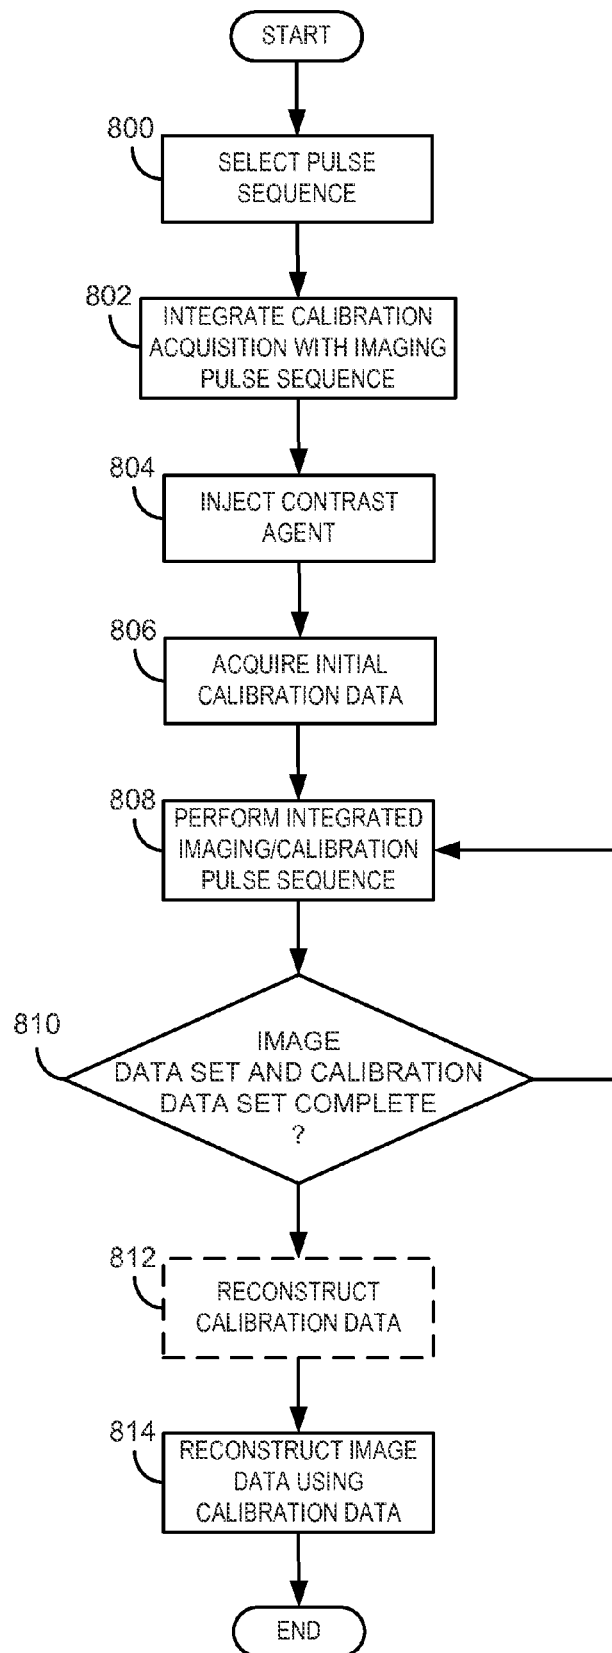 START
800
SELECT PULSE
SEQUENCE
802
INTEGRATE CALIBRATION
ACQUISITION WITH IMAGING
PULSE SEQUENCE
804
INJECT CONTRAST
AGENT
806
ACQUIRE INITIAL
CALIBRATION DATA
808
PERFORM INTEGRATED
IMAGING/CALIBRATION
PULSE SEQUENCE
810
IMAGE
DATA SET AND CALIBRATION
DATA SET COMPLETE
?
812
RECONSTRUCT
CALIBRATION DATA
814
RECONSTRUCT IMAGE
DATA USING
CALIBRATION DATA
END